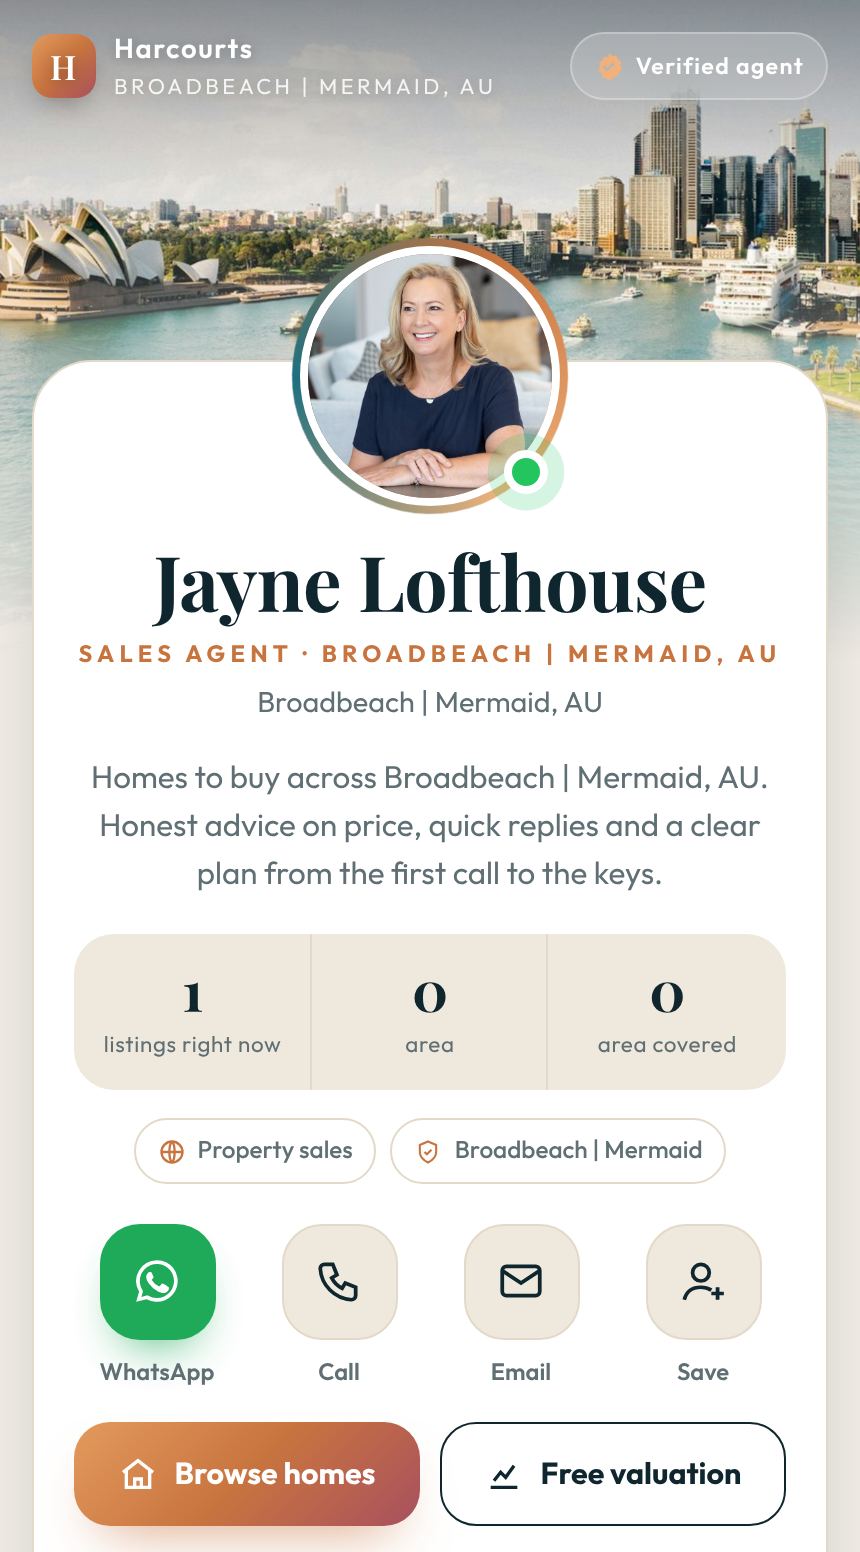 H
Harcourts
BROADBEACH | MERMAID, AU
Verified agent
Jayne Lofthouse
SALES AGENT · BROADBEACH | MERMAID, AU
Broadbeach | Mermaid, AU
Homes to buy across Broadbeach | Mermaid, AU.
Honest advice on price, quick replies and a clear
plan from the first call to the keys.
1
listings right now
0
area
0
area covered
Property sales
Broadbeach | Mermaid
WhatsApp
Call
Email
Save
Browse homes
Free valuation